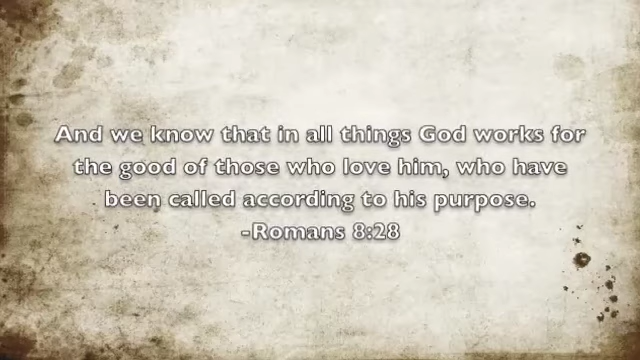 And we know that in all things God works for
the good of those who love him, who have
been called according to his purpose.
-Romans 8:28